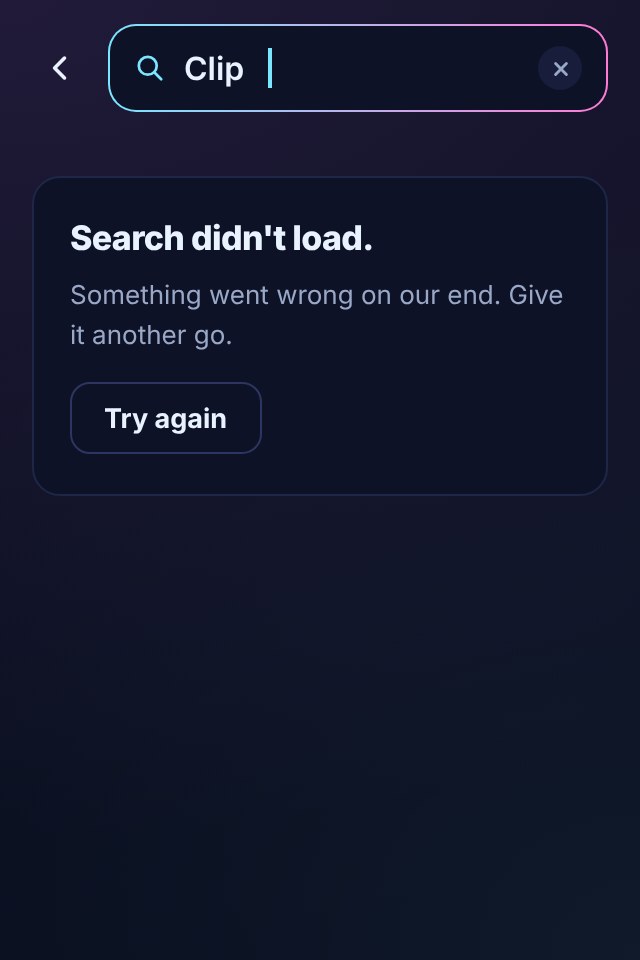 Clip
Search didn't load.
Something went wrong on our end. Give
it another go.
Try again